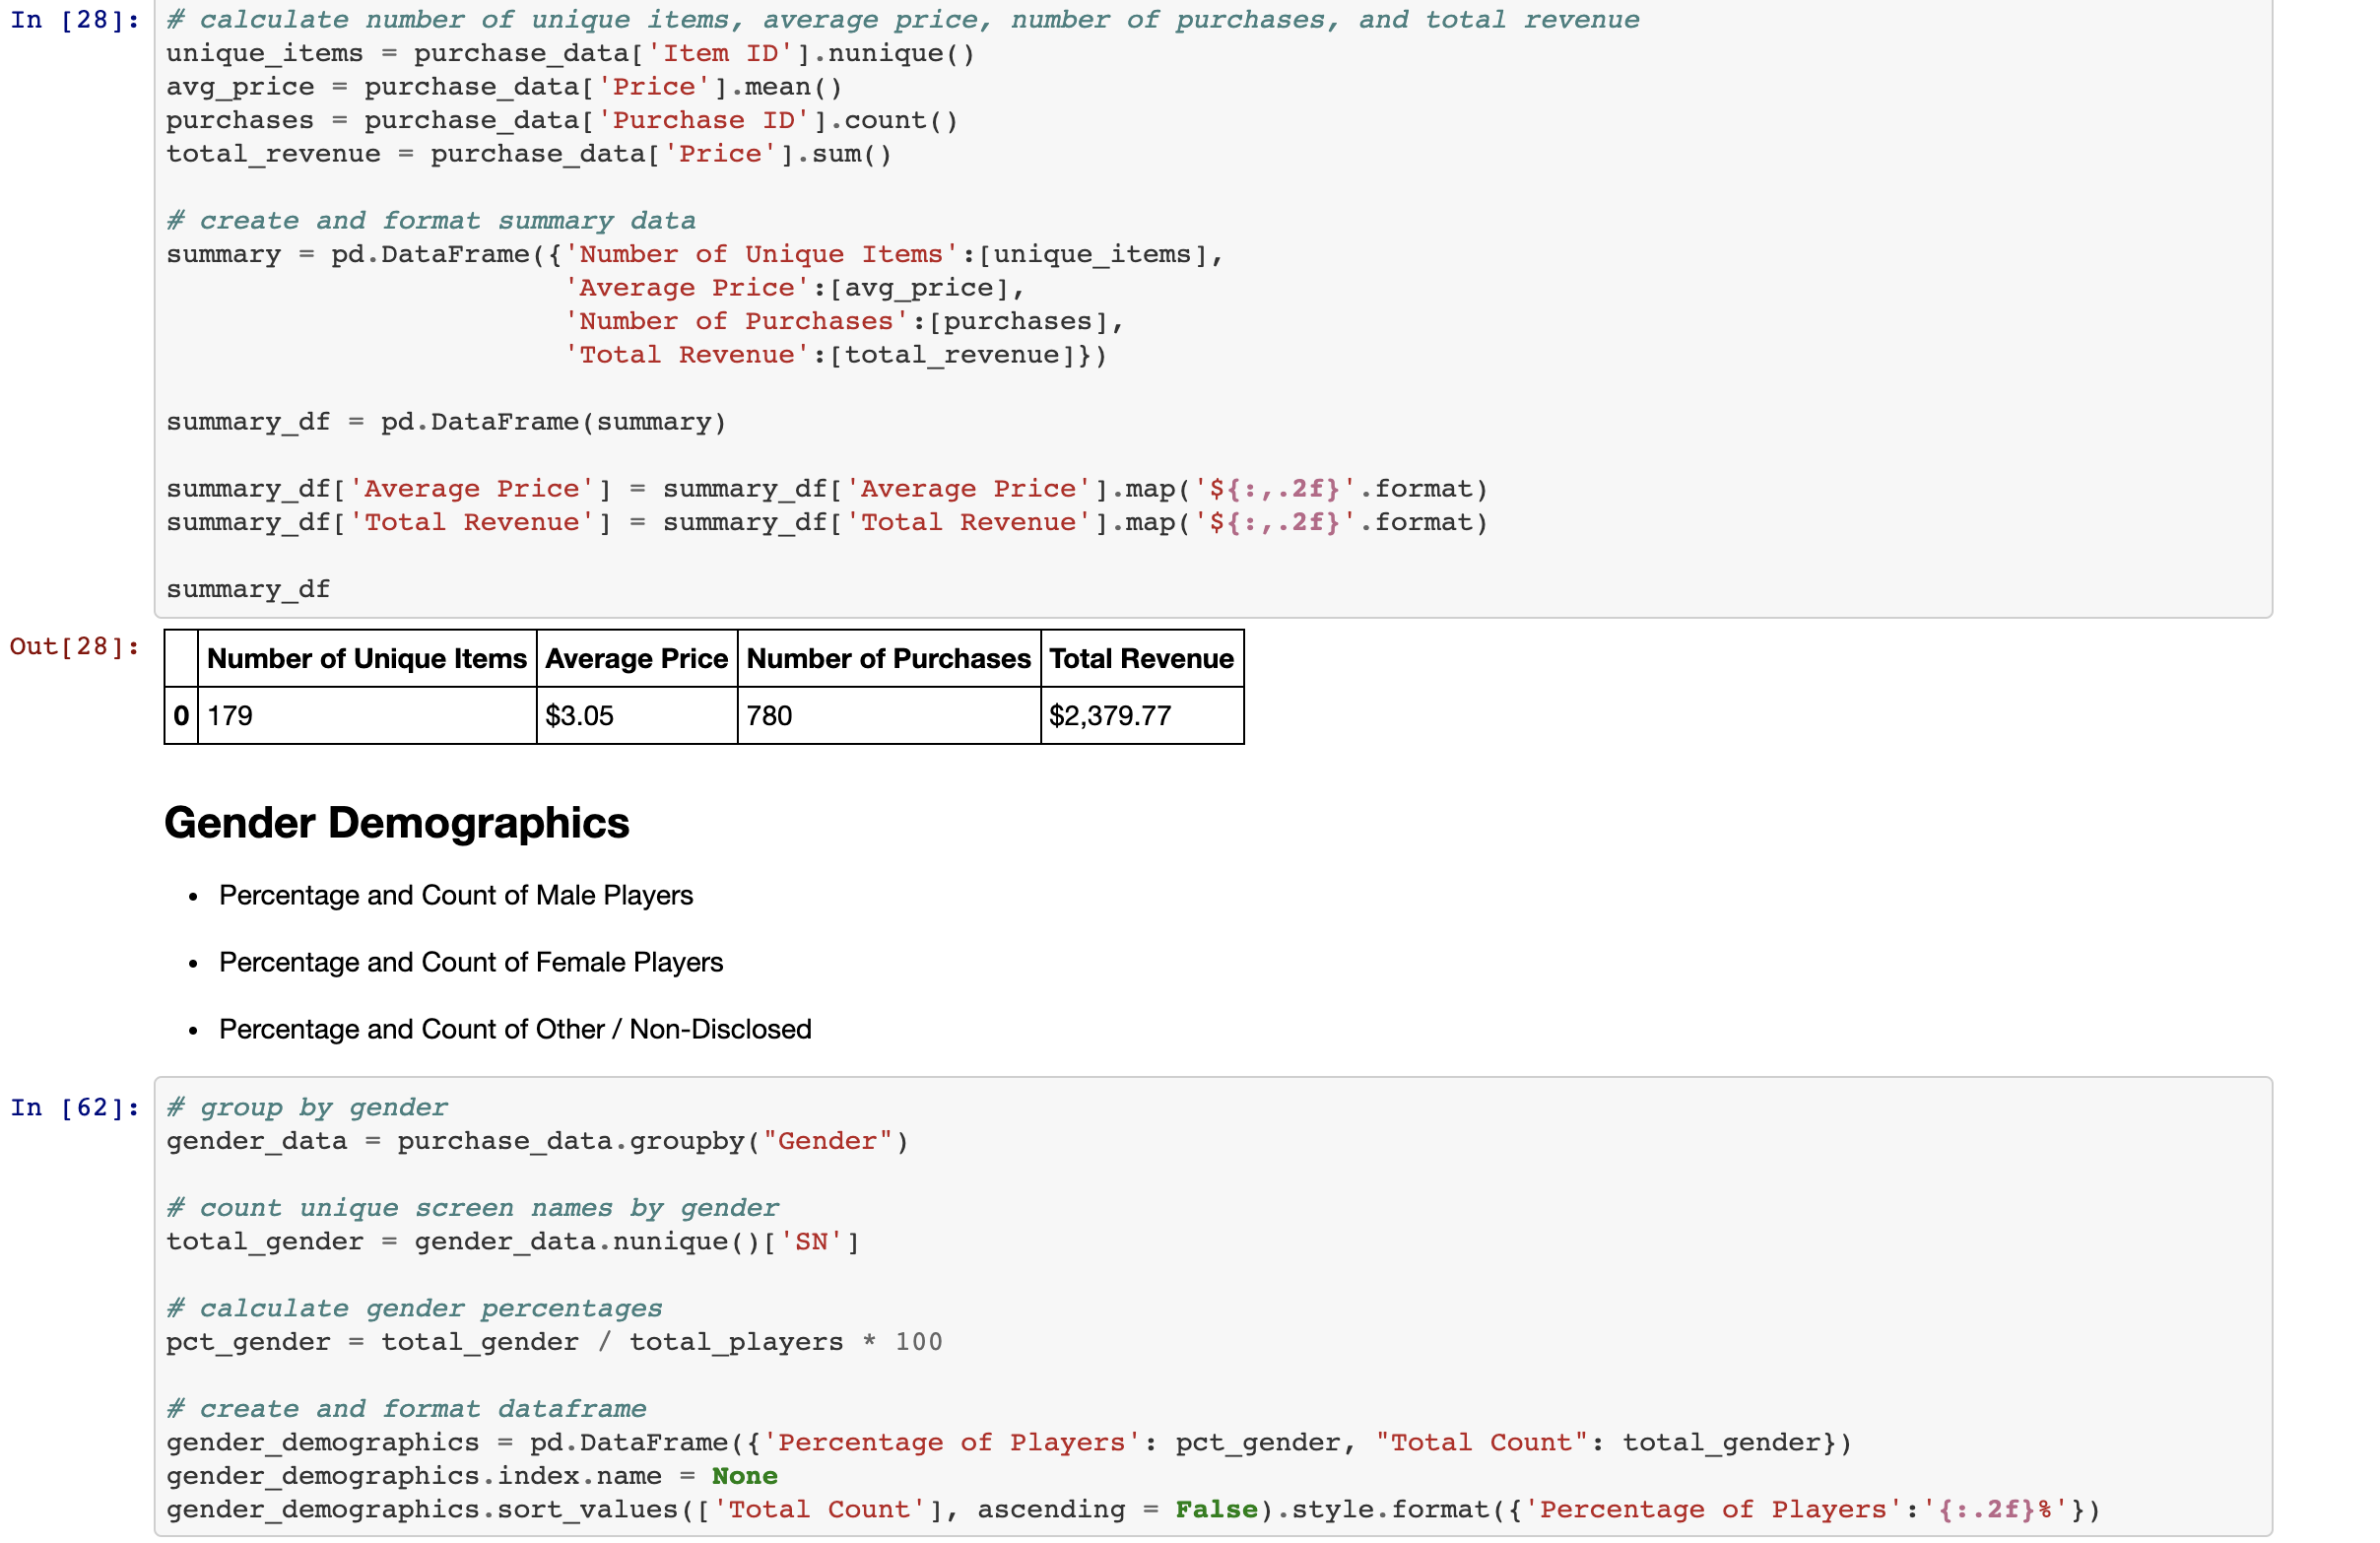 In [28]: # calculate number of unique items, average price, number of purchases, and total revenue
unique_items = purchase_data['Item ID'].nunique()
avg_price = purchase_data['Price'].mean()
purchases = purchase_data['Purchase ID'].count()
total_revenue = purchase_data['Price'].sum()

# create and format summary data
summary = pd.DataFrame({'Number of Unique Items':[unique_items],
                        'Average Price':[avg_price],
                        'Number of Purchases':[purchases],
                        'Total Revenue':[total_revenue]})

summary_df = pd.DataFrame(summary)

summary_df['Average Price'] = summary_df['Average Price'].map('${:,.2f}'.format)
summary_df['Total Revenue'] = summary_df['Total Revenue'].map('${:,.2f}'.format)

summary_df
Out[28]: Number of Unique Items Average Price Number of Purchases Total Revenue
0 179 $3.05 780 $2,379.77
Gender Demographics
• Percentage and Count of Male Players
• Percentage and Count of Female Players
• Percentage and Count of Other / Non-Disclosed
In [62]: # group by gender
gender_data = purchase_data.groupby("Gender")

# count unique screen names by gender
total_gender = gender_data.nunique()['SN']

# calculate gender percentages
pct_gender = total_gender / total_players * 100

# create and format dataframe
gender_demographics = pd.DataFrame({'Percentage of Players': pct_gender, "Total Count": total_gender})
gender_demographics.index.name = None
gender_demographics.sort_values(['Total Count'], ascending = False).style.format({'Percentage of Players':'{:.2f}%'})